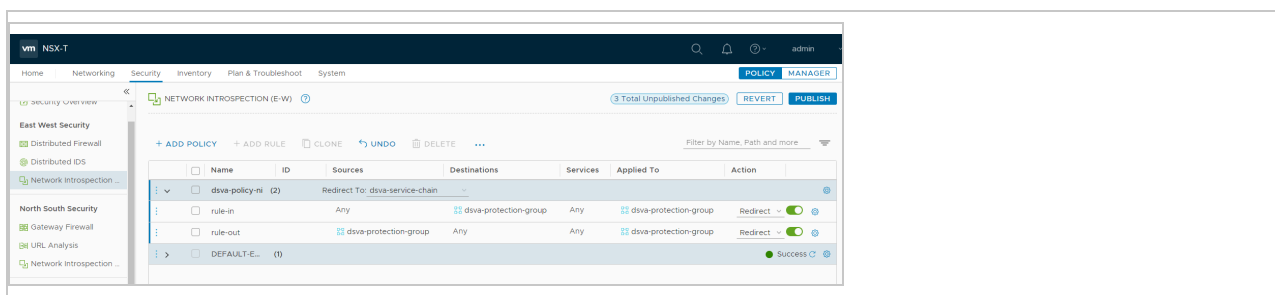 vm NSX-T admin
Home Networking Security Inventory Plan & Troubleshoot System POLICY MANAGER
Security Overview
NETWORK INTROSPECTION (E-W) 3 Total Unpublished Changes REVERT PUBLISH
East West Security
Distributed Firewall
Distributed IDS
Network Introspection ...
North South Security
Gateway Firewall
URL Analysis
Network Introspection ...
+ ADD POLICY + ADD RULE CLONE UNDO DELETE ... Filter by Name, Path and more
Name ID Sources Destinations Services Applied To Action
dsva-policy-ni (2) Redirect To: dsva-service-chain
rule-in Any dsva-protection-group Any dsva-protection-group Redirect
rule-out dsva-protection-group Any Any dsva-protection-group Redirect
DEFAULT-E... (1) Success